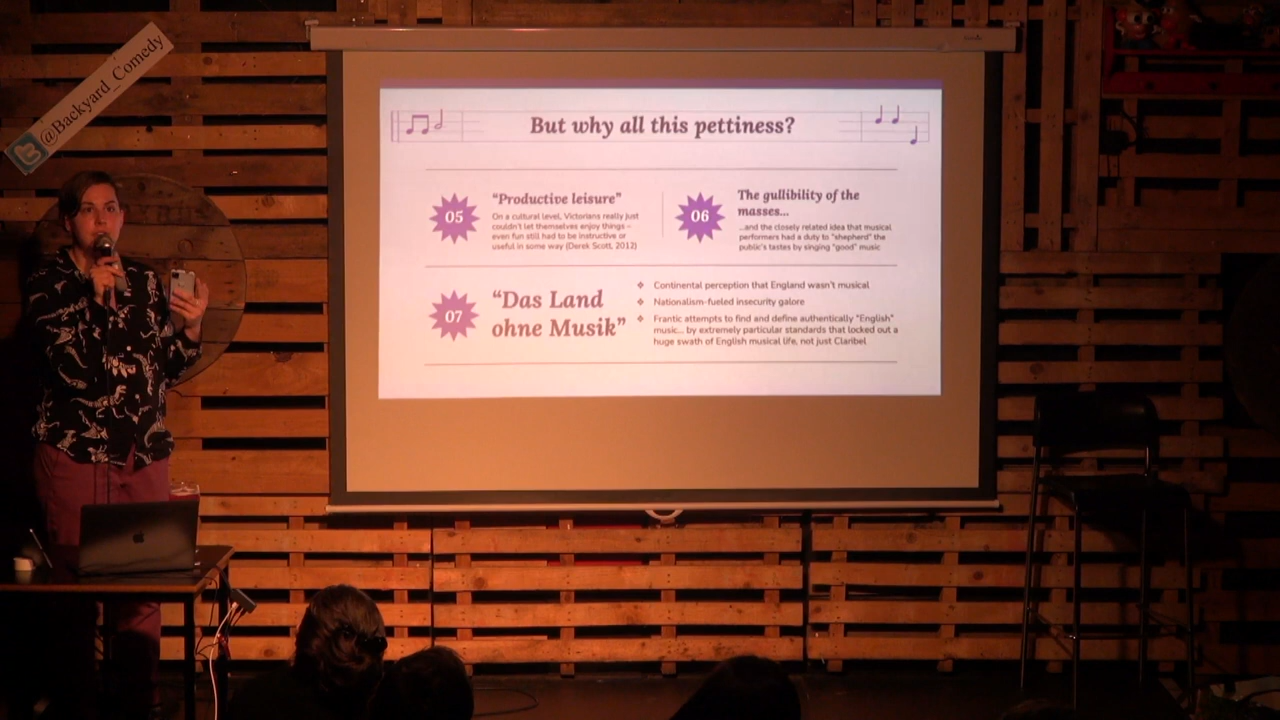 @Backyard_Comedy
But why all this pettiness?
05
"Productive leisure"
On a cultural level, Victorians really just
couldn't let themselves enjoy things –
even fun still had to be instructive or
useful in some way (Derek Scott, 2012)
06
The gullibility of the
masses...
...and the closely related idea that musical
performers had a duty to "shepherd" the
public's tastes by singing "good" music
07
"Das Land
ohne Musik"
❖ Continental perception that England wasn't musical
❖ Nationalism-fueled insecurity galore
❖ Frantic attempts to find and define authentically "English"
music... by extremely particular standards that locked out a
huge swath of English musical life, not just Claribel